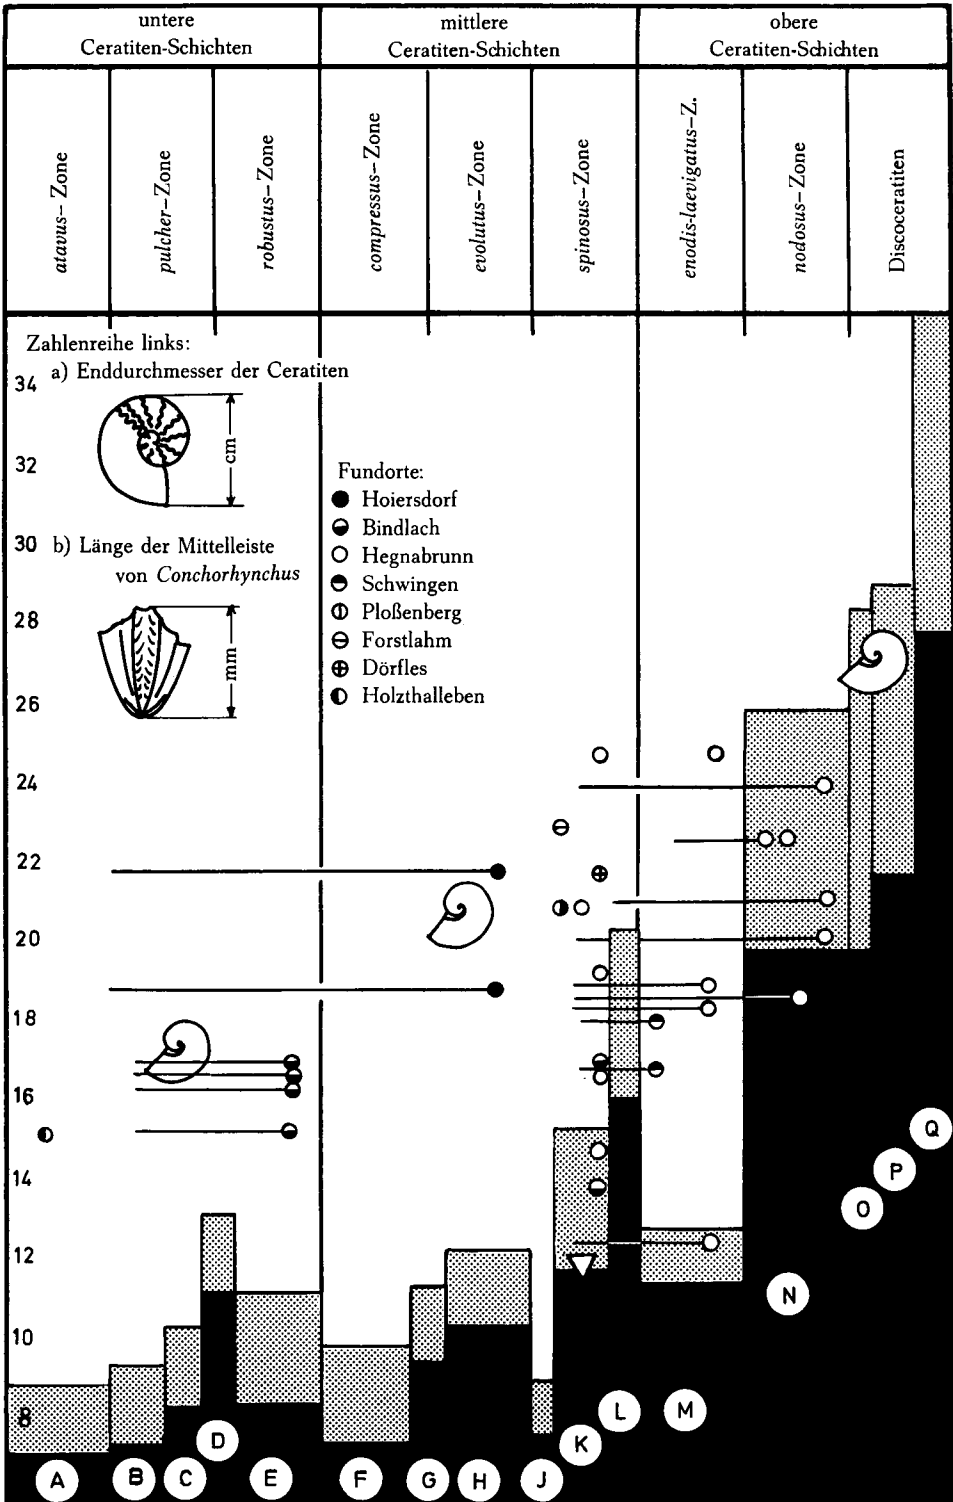 untere
Ceratiten-Schichten
mittlere
Ceratiten-Schichten
obere
Ceratiten-Schichten
atavus-Zone
pulcher-Zone
robustus-Zone
compressus-Zone
evolutus-Zone
spinosus-Zone
enodis-laevigatus-Z.
nodosus-Zone
Discoceratiten
Zahlenreihe links:
a) Enddurchmesser der Ceratiten
cm
b) Länge der Mittelleiste
von Conchorhynchus
mm
34
32
30
28
26
24
22
20
18
16
14
12
10
8
Fundorte:
Hoiersdorf
Bindlach
Hegnabrunn
Schwingen
Ploßenberg
Forstlahm
Dörfles
Holzthalleben
A
B
C
D
E
F
G
H
J
K
L
M
N
O
P
Q